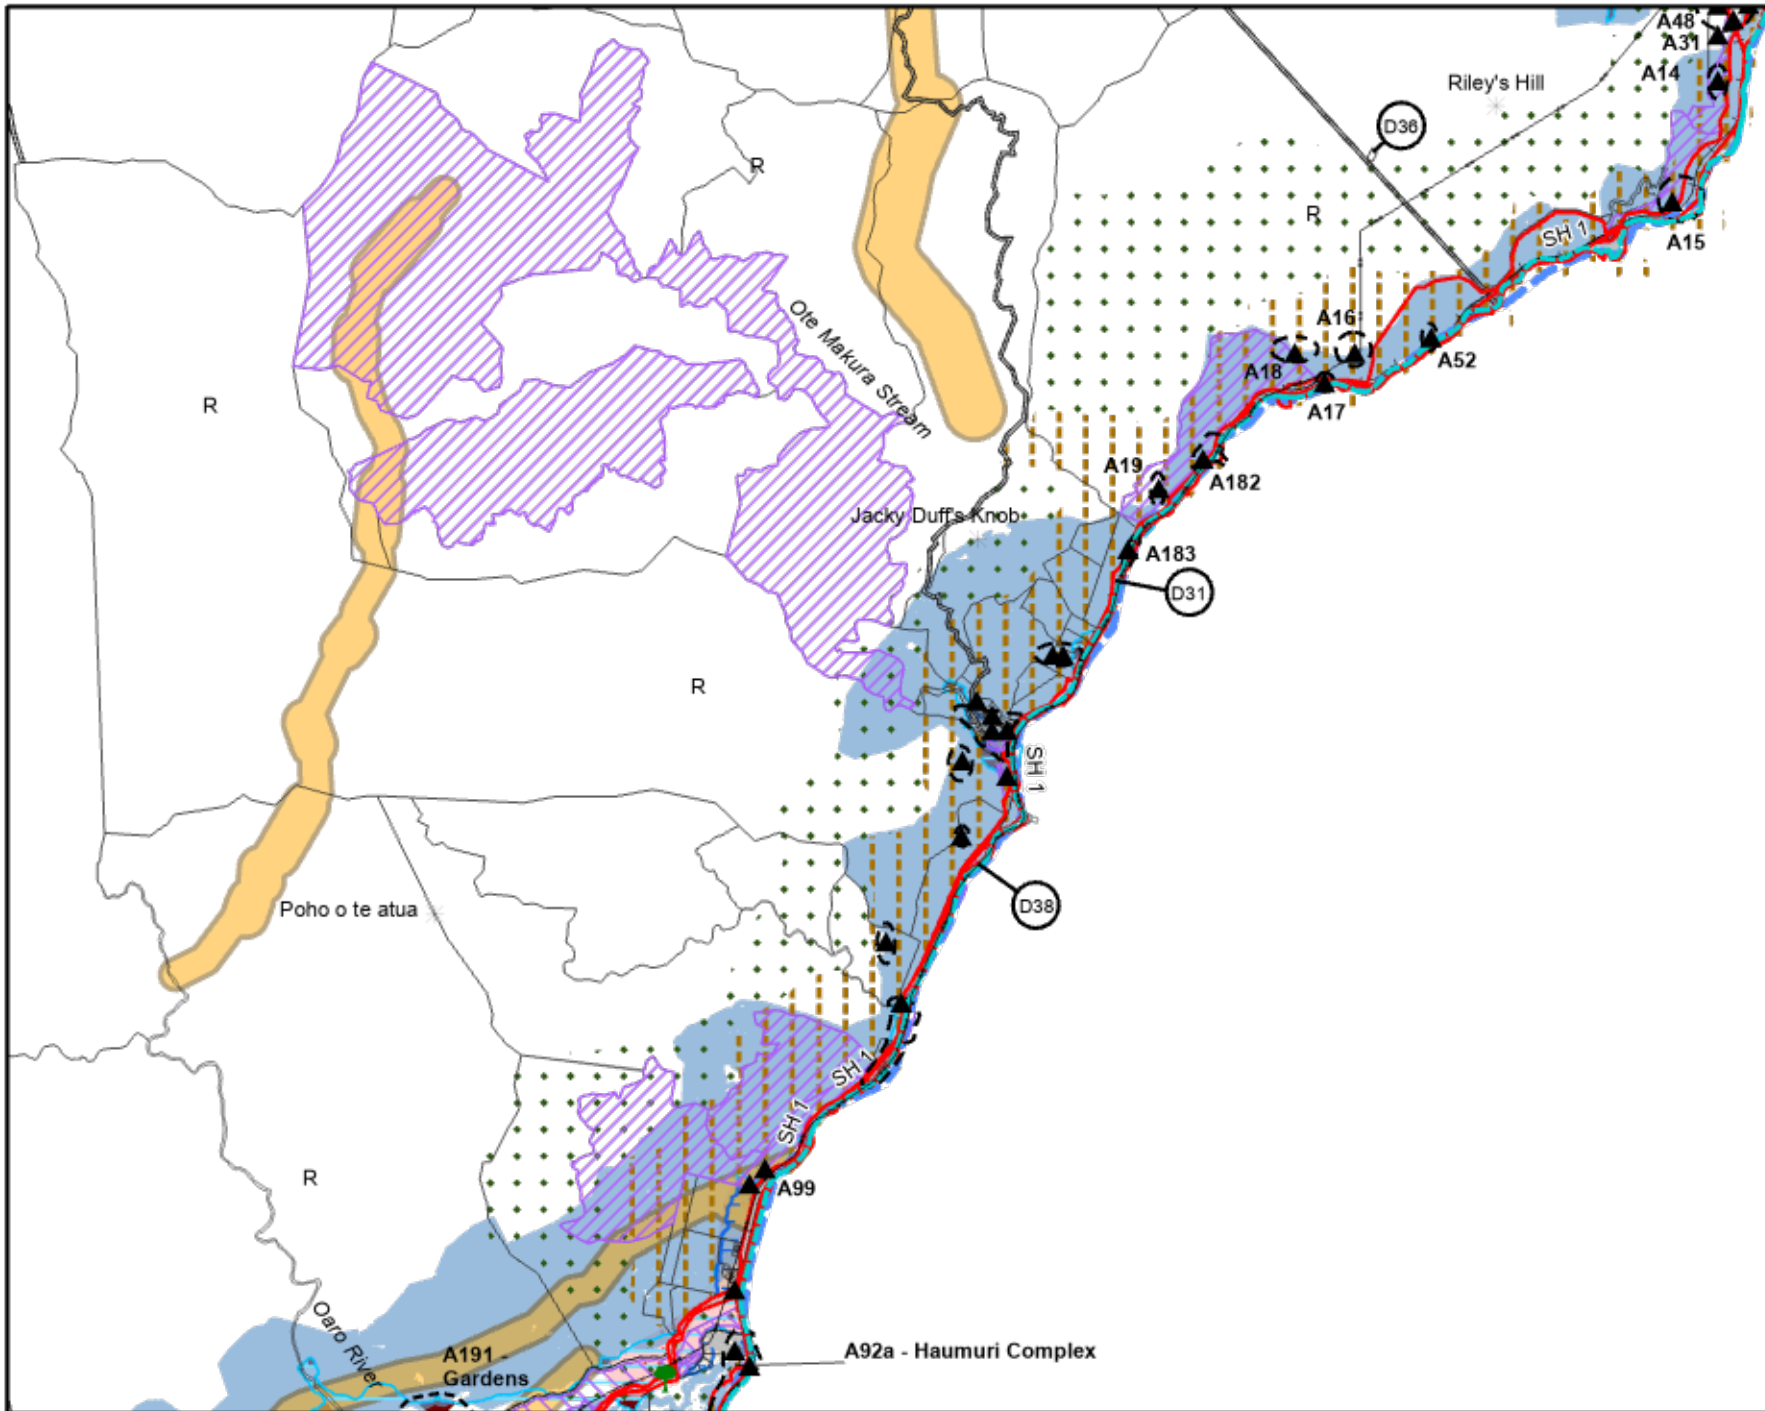 A48
A31
A14
Riley's Hill
D36
R
R
SH 1
A15
Ote Makura Stream
A16
A18
A52
A17
R
A19
A182
Jacky Duff's Knob
A183
D31
R
SH 1
D38
Poho o te atua
SH 1
SH 1
R
A99
Oaro River
A191 -
Gardens
A92a - Haumuri Complex